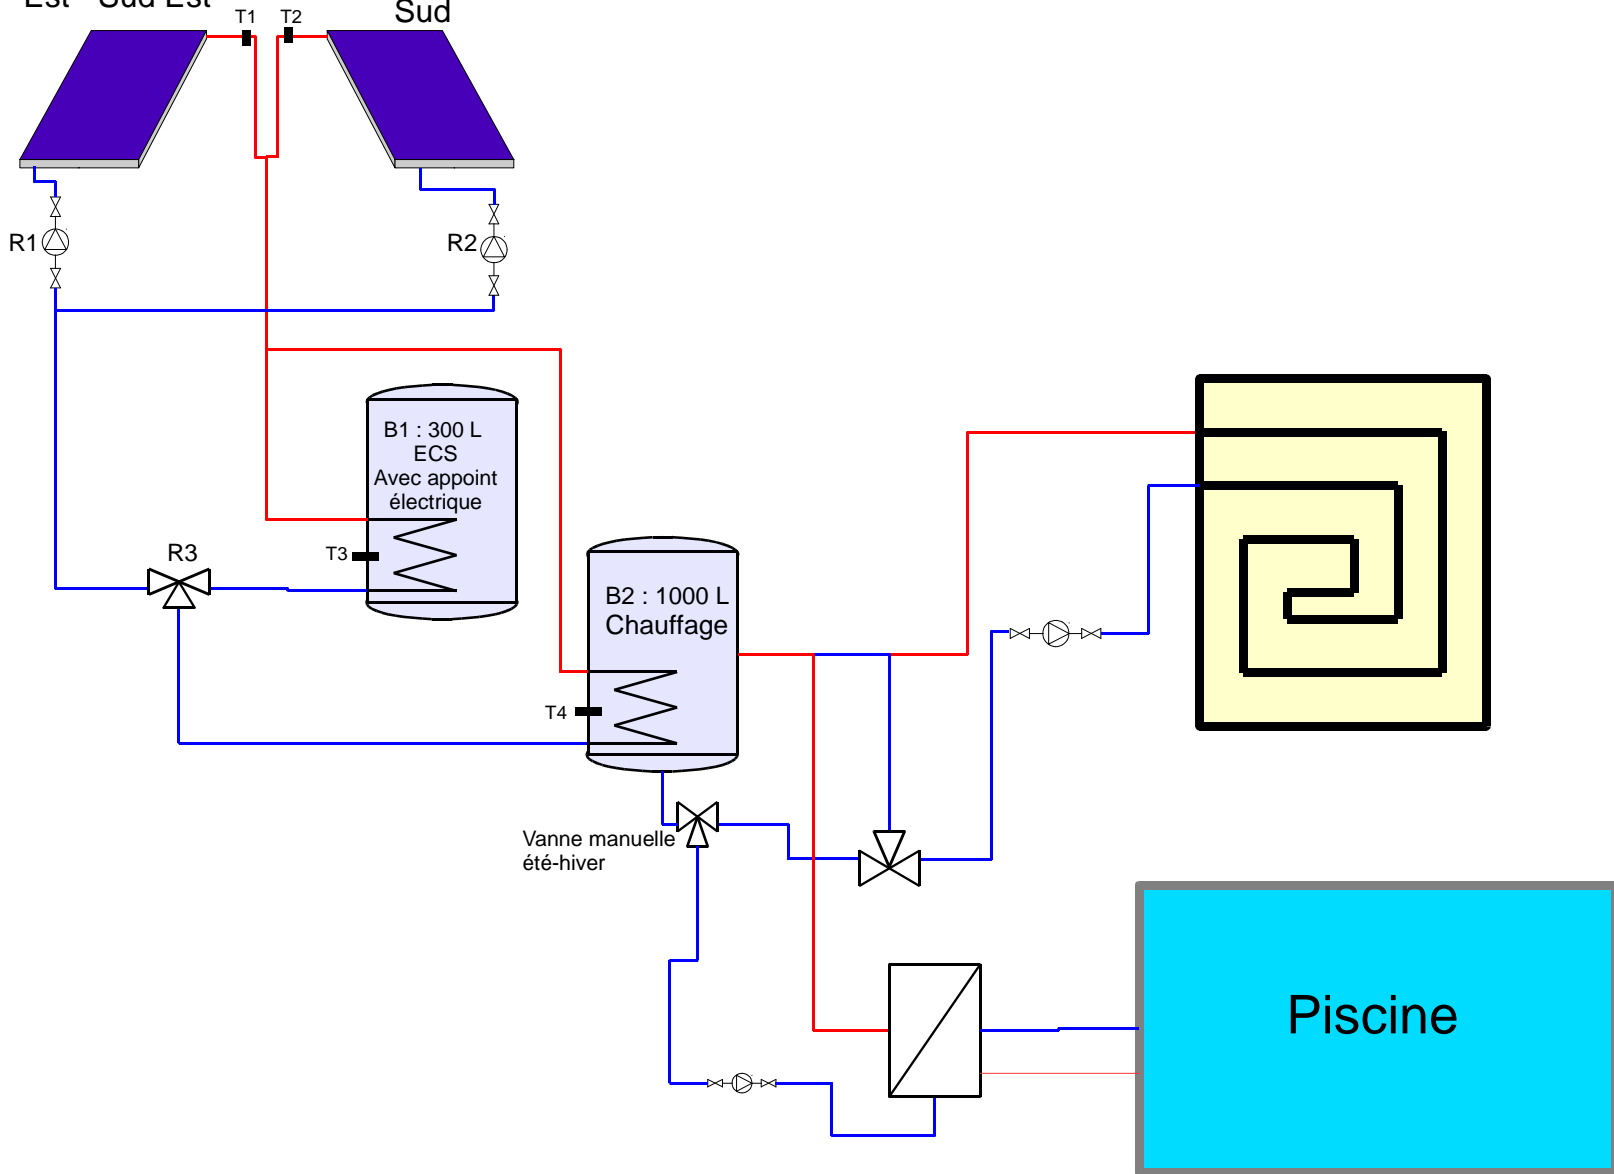 Est - Sud Est
T1
T2
Sud
R1
R2
B1 : 300 L
ECS
Avec appoint
électrique
T3
R3
B2 : 1000 L
Chauffage
T4
Vanne manuelle
été-hiver
Piscine